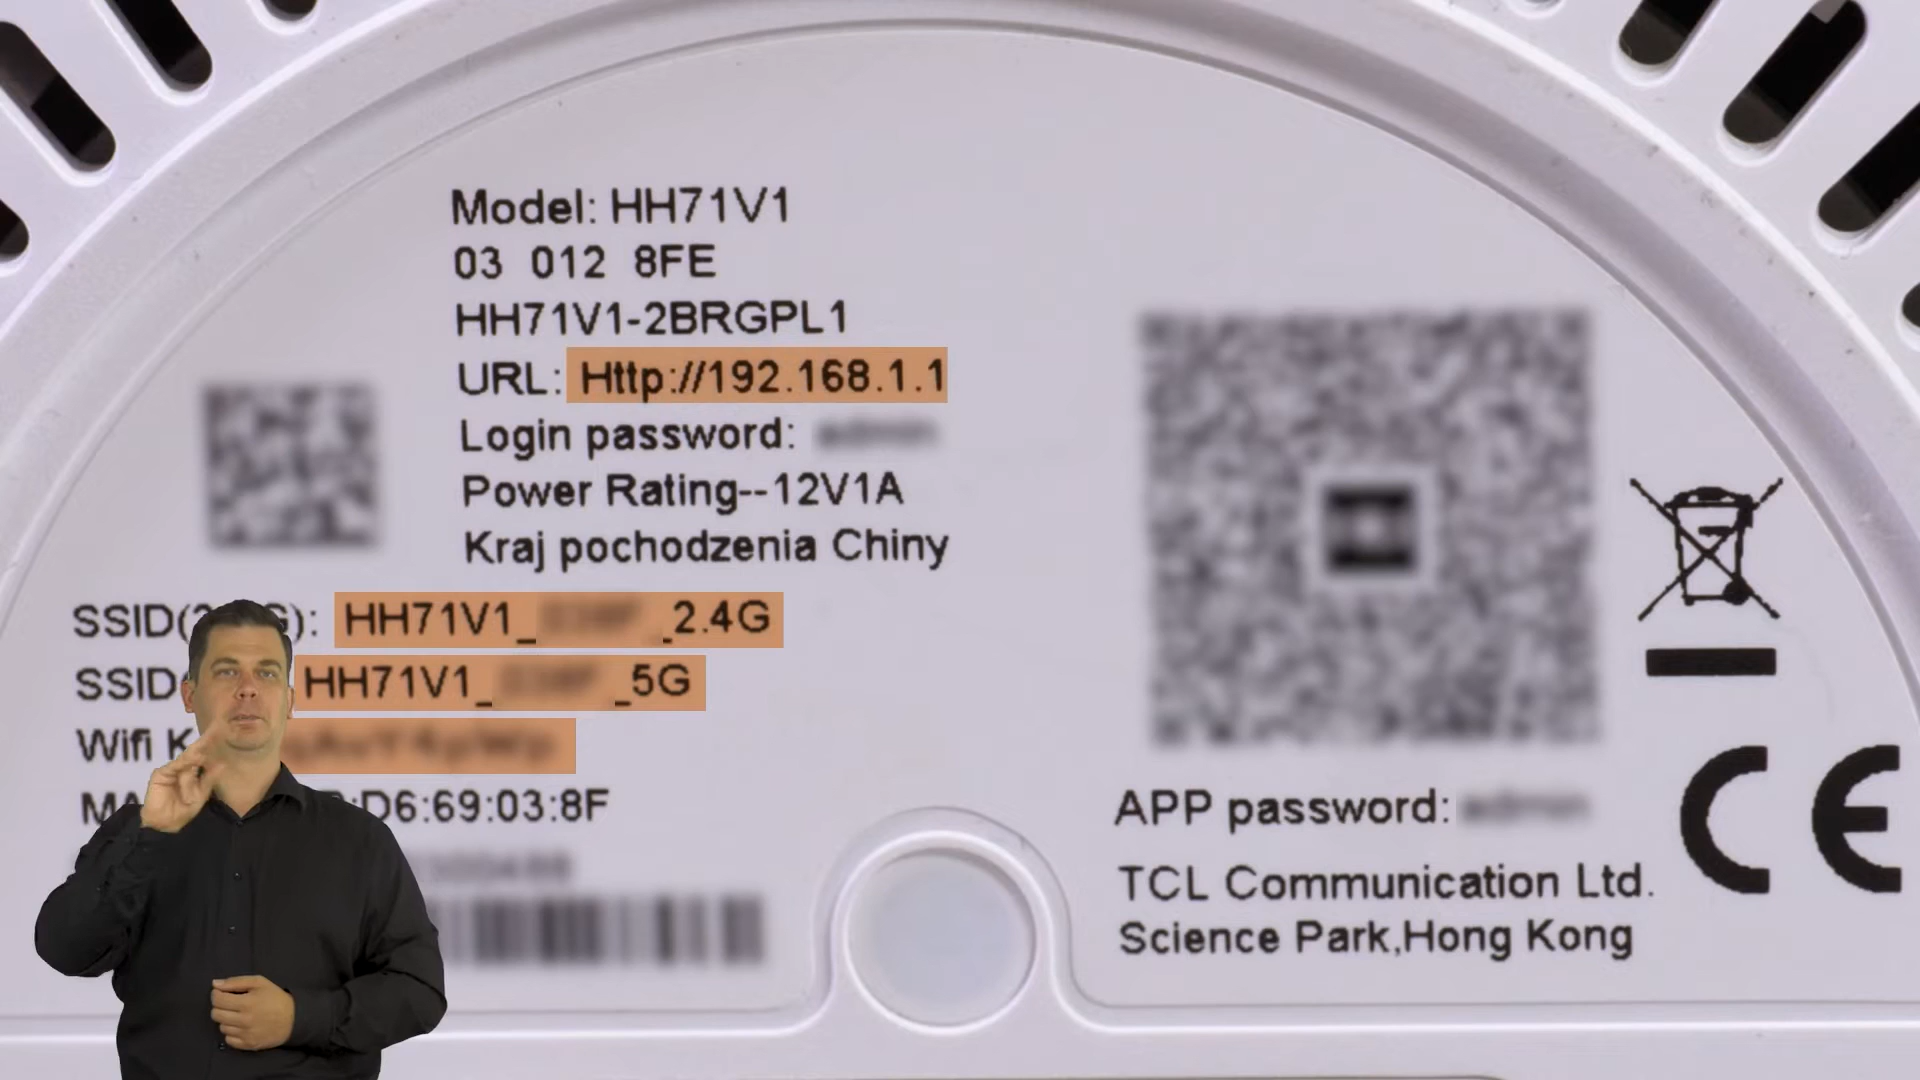 Model: HH71V1
03 012 8FE
HH71V1-2BRGPL1
URL: Http://192.168.1.1
Login password:
Power Rating--12V1A
Kraj pochodzenia Chiny
SSID( G): HH71V1_ _2.4G
SSID( HH71V1_ _5G
Wifi
:D6:69:03:8F
APP password:
TCL Communication Ltd.
Science Park,Hong Kong
CE